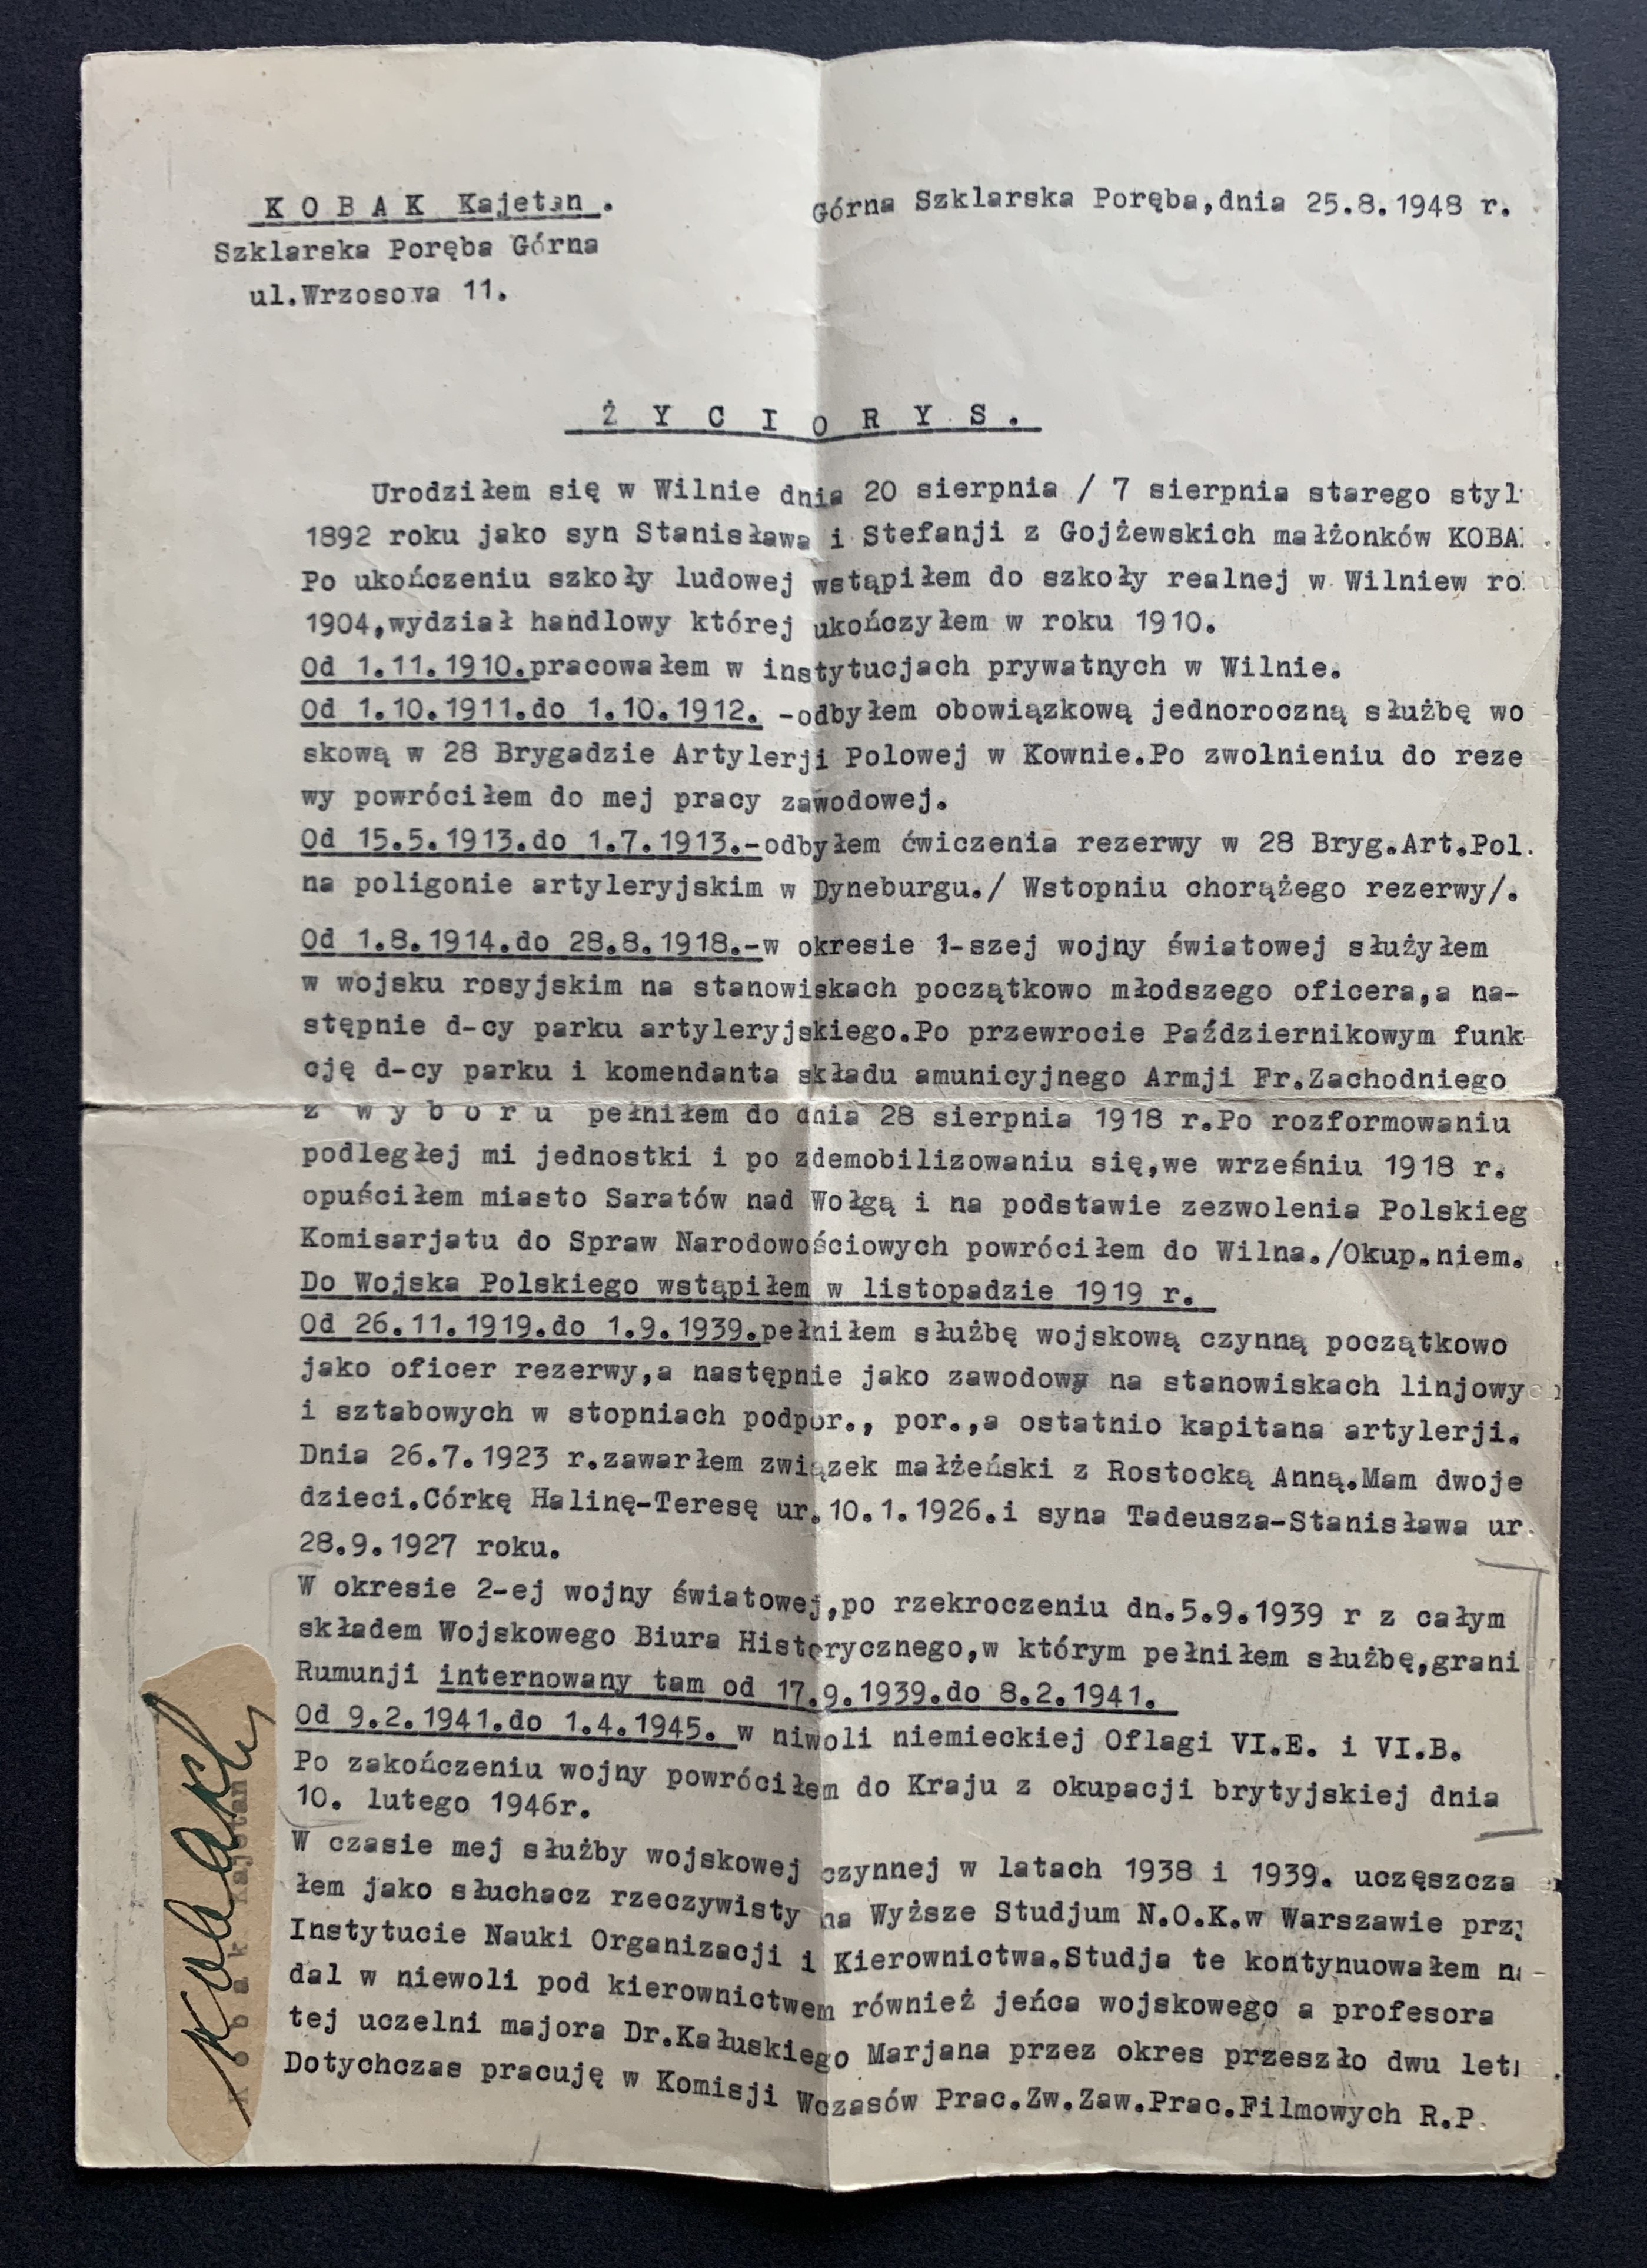 K O B A K Kajetan.
Górna Szklarska Poręba,dnia 25.8.1948 r.
Szklarska Poręba Górna
ul.Wrzosowa 11.
Ż Y C I O R Y S.
Urodziłem się w Wilnie dnia 20 sierpnia / 7 sierpnia starego styl
1892 roku jako syn Stanisława i Stefanji z Gojżewskich małżonków KOBA
Po ukończeniu szkoły ludowej wstąpiłem do szkoły realnej w Wilniew ro
1904,wydział handlowy której ukończyłem w roku 1910.
Od 1.11.1910.pracowałem w instytucjach prywatnych w Wilnie.
Od 1.10.1911.do 1.10.1912. -odbyłem obowiązkową jednoroczną służbę wo
skową w 28 Brygadzie Artylerji Polowej w Kownie.Po zwolnieniu do reze
wy powróciłem do mej pracy zawodowej.
Od 15.5.1913.do 1.7.1913.-odbyłem ćwiczenia rezerwy w 28 Bryg.Art.Pol.
na poligonie artyleryjskim w Dyneburgu./ Wstopniu chorążego rezerwy/.
Od 1.8.1914.do 28.8.1918.-w okresie 1-szej wojny światowej służyłem
w wojsku rosyjskim na stanowiskach początkowo młodszego oficera,a na-
stępnie d-cy parku artyleryjskiego.Po przewrocie Październikowym funk-
cję d-cy parku i komendanta składu amunicyjnego Armji Fr.Zachodniego
z w y b o r u pełniłem do dnia 28 sierpnia 1918 r.Po rozformowaniu
podległej mi jednostki i po zdemobilizowaniu się,we wrześniu 1918 r.
opuściłem miasto Saratów nad Wołgą i na podstawie zezwolenia Polskieg
Komisarjatu do Spraw Narodowościowych powróciłem do Wilna./Okup.niem.
Do Wojska Polskiego wstąpiłem w listopadzie 1919 r.
Od 26.11.1919.do 1.9.1939.pełniłem służbę wojskową czynną początkowo
jako oficer rezerwy,a następnie jako zawodowy na stanowiskach linjowych
i sztabowych w stopniach podpor., por.,a ostatnio kapitana artylerji.
Dnia 26.7.1923 r.zawarłem związek małżeński z Rostocką Anną.Mam dwoje
dzieci.Córkę Halinę-Teresę ur.10.1.1926.i syna Tadeusza-Stanisława ur.
28.9.1927 roku.
W okresie 2-ej wojny światowej,po rzekroczeniu dn.5.9.1939 r z całym
składem Wojskowego Biura Historycznego,w którym pełniłem służbę,grani
Rumunji internowany tam od 17.9.1939.do 8.2.1941.
Od 9.2.1941.do 1.4.1945. w niwoli niemieckiej Oflagi VI.E. i VI.B.
Po zakończeniu wojny powróciłem do Kraju z okupacji brytyjskiej dnia
10. lutego 1946r.
W czasie mej służby wojskowej czynnej w latach 1938 i 1939. uczęszcza
łem jako słuchacz rzeczywisty na Wyższe Studjum N.O.K.w Warszawie przy
Instytucie Nauki Organizacji i Kierownictwa.Studja te kontynuowałem na-
dal w niewoli pod kierownictwem również jeńca wojskowego a profesora
tej uczelni majora Dr.Kałuskiego Marjana przez okres przeszło dwu let
Dotychczas pracuję w Komisji Wczasów Prac.Zw.Zaw.Prac.Filmowych R.P.
K o b a k Kajetan